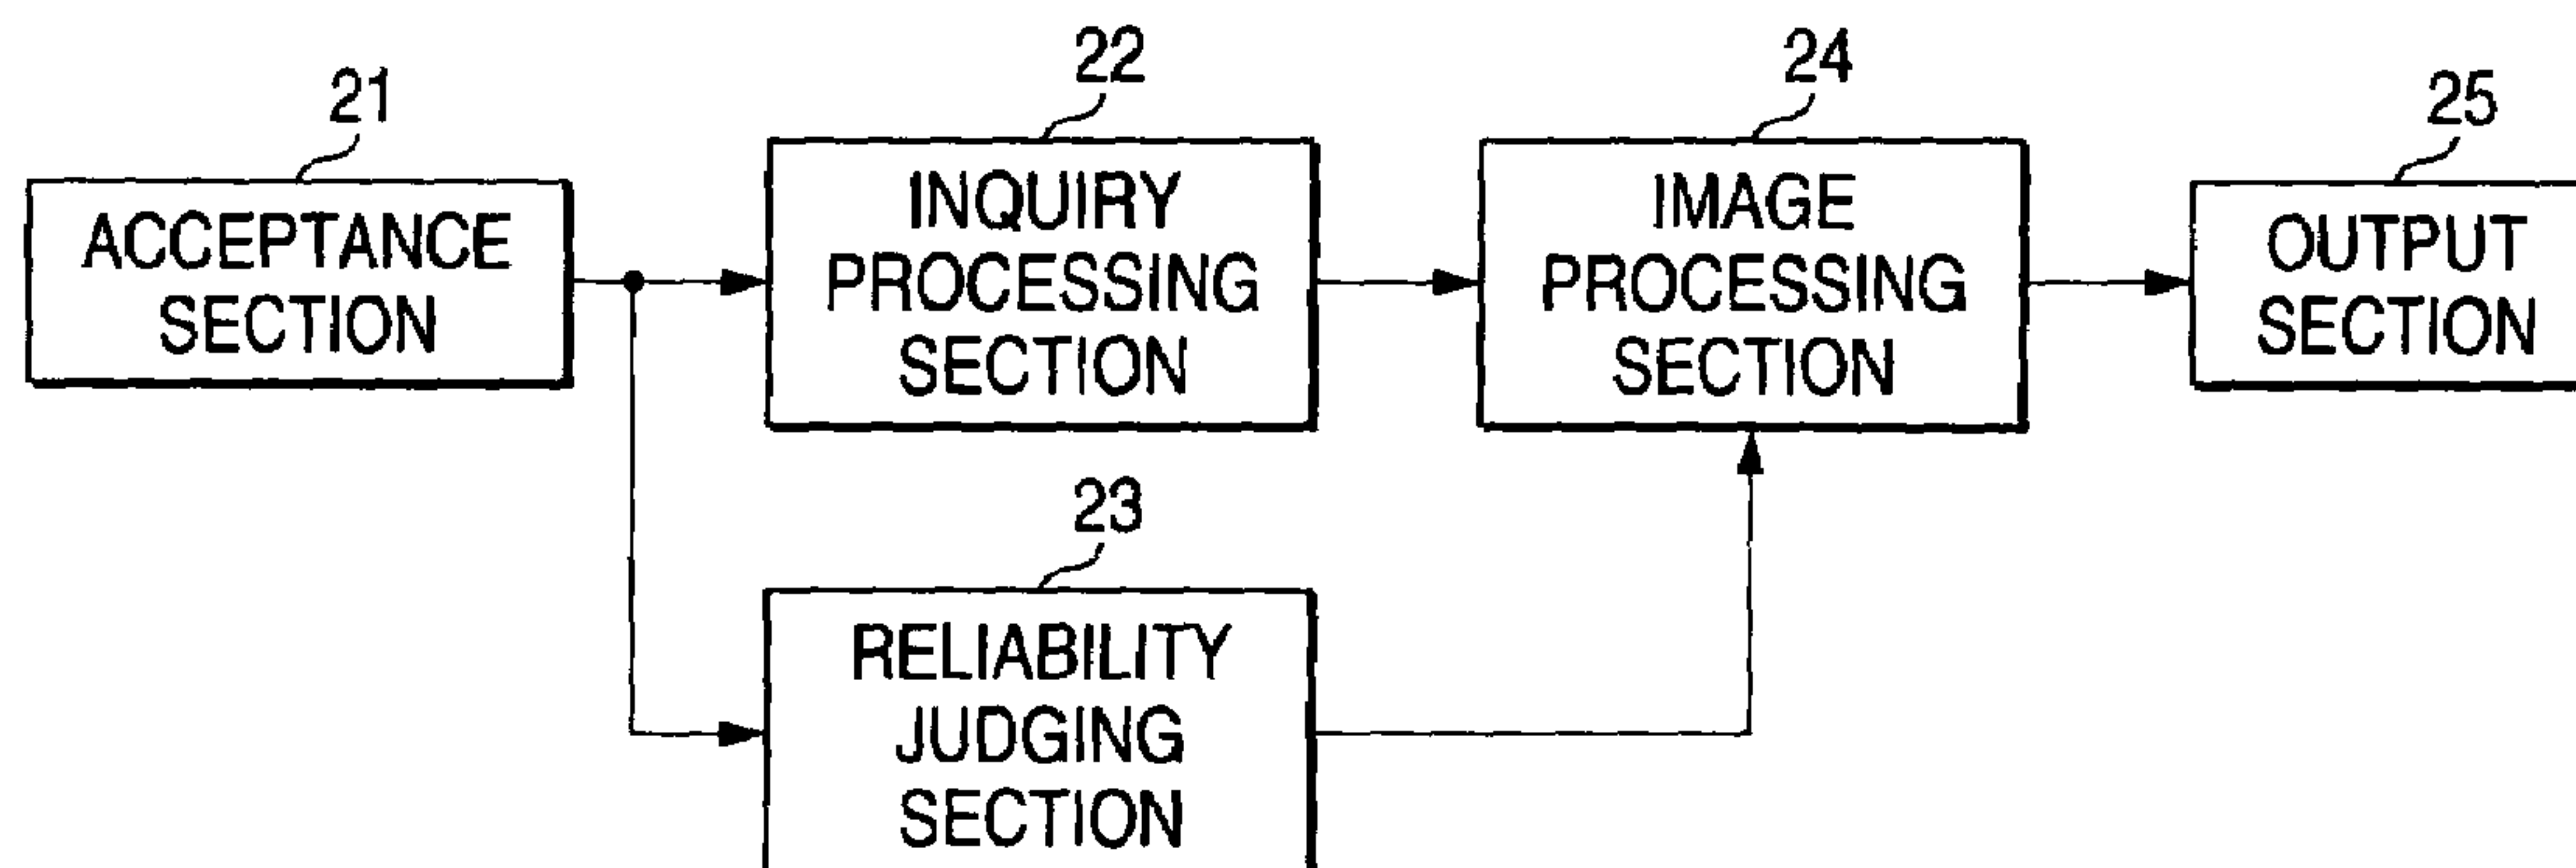 21
ACCEPTANCE
SECTION
22
INQUIRY
PROCESSING
SECTION
23
RELIABILITY
JUDGING
SECTION
24
IMAGE
PROCESSING
SECTION
25
OUTPUT
SECTION